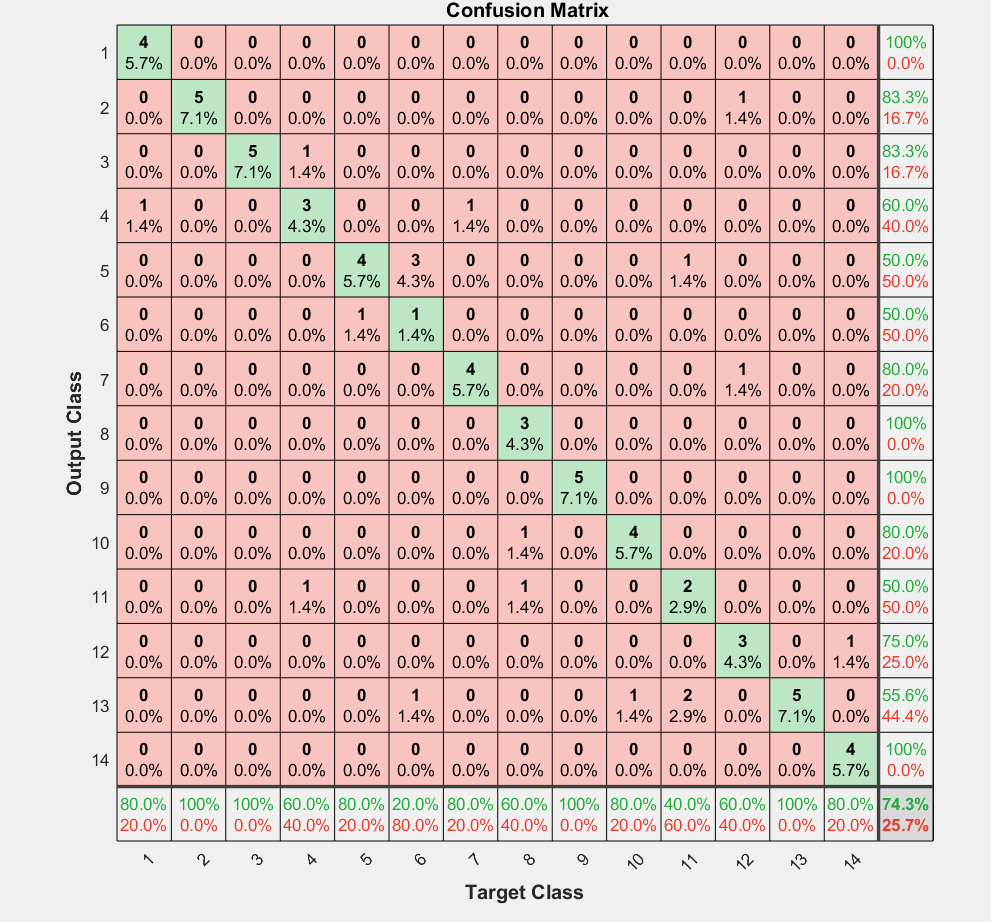 Confusion Matrix
1 4 0 0 0 0 0 0 0 0 0 0 0 0 0 100%
5.7% 0.0% 0.0% 0.0% 0.0% 0.0% 0.0% 0.0% 0.0% 0.0% 0.0% 0.0% 0.0% 0.0% 0.0%
2 0 5 0 0 0 0 0 0 0 0 0 1 0 0 83.3%
0.0% 7.1% 0.0% 0.0% 0.0% 0.0% 0.0% 0.0% 0.0% 0.0% 0.0% 1.4% 0.0% 0.0% 16.7%
3 0 0 5 1 0 0 0 0 0 0 0 0 0 0 83.3%
0.0% 0.0% 7.1% 1.4% 0.0% 0.0% 0.0% 0.0% 0.0% 0.0% 0.0% 0.0% 0.0% 0.0% 16.7%
4 1 0 0 3 0 0 1 0 0 0 0 0 0 0 60.0%
1.4% 0.0% 0.0% 4.3% 0.0% 0.0% 1.4% 0.0% 0.0% 0.0% 0.0% 0.0% 0.0% 0.0% 40.0%
5 0 0 0 0 4 3 0 0 0 0 1 0 0 0 50.0%
0.0% 0.0% 0.0% 0.0% 5.7% 4.3% 0.0% 0.0% 0.0% 0.0% 1.4% 0.0% 0.0% 0.0% 50.0%
6 0 0 0 0 1 1 0 0 0 0 0 0 0 0 50.0%
0.0% 0.0% 0.0% 0.0% 1.4% 1.4% 0.0% 0.0% 0.0% 0.0% 0.0% 0.0% 0.0% 0.0% 50.0%
7 0 0 0 0 0 0 4 0 0 0 0 1 0 0 80.0%
0.0% 0.0% 0.0% 0.0% 0.0% 0.0% 5.7% 0.0% 0.0% 0.0% 0.0% 1.4% 0.0% 0.0% 20.0%
8 0 0 0 0 0 0 0 3 0 0 0 0 0 0 100%
0.0% 0.0% 0.0% 0.0% 0.0% 0.0% 0.0% 4.3% 0.0% 0.0% 0.0% 0.0% 0.0% 0.0% 0.0%
9 0 0 0 0 0 0 0 0 5 0 0 0 0 0 100%
0.0% 0.0% 0.0% 0.0% 0.0% 0.0% 0.0% 0.0% 7.1% 0.0% 0.0% 0.0% 0.0% 0.0% 0.0%
10 0 0 0 0 0 0 0 1 0 4 0 0 0 0 80.0%
0.0% 0.0% 0.0% 0.0% 0.0% 0.0% 0.0% 1.4% 0.0% 5.7% 0.0% 0.0% 0.0% 0.0% 20.0%
11 0 0 0 1 0 0 0 1 0 0 2 0 0 0 50.0%
0.0% 0.0% 0.0% 1.4% 0.0% 0.0% 0.0% 1.4% 0.0% 0.0% 2.9% 0.0% 0.0% 0.0% 50.0%
12 0 0 0 0 0 0 0 0 0 0 0 3 0 1 75.0%
0.0% 0.0% 0.0% 0.0% 0.0% 0.0% 0.0% 0.0% 0.0% 0.0% 0.0% 4.3% 0.0% 1.4% 25.0%
13 0 0 0 0 0 1 0 0 0 1 2 0 5 0 55.6%
0.0% 0.0% 0.0% 0.0% 0.0% 1.4% 0.0% 0.0% 0.0% 1.4% 2.9% 0.0% 7.1% 0.0% 44.4%
14 0 0 0 0 0 0 0 0 0 0 0 0 0 4 100%
0.0% 0.0% 0.0% 0.0% 0.0% 0.0% 0.0% 0.0% 0.0% 0.0% 0.0% 0.0% 0.0% 5.7% 0.0%
80.0% 100% 100% 60.0% 80.0% 20.0% 80.0% 60.0% 100% 80.0% 40.0% 60.0% 100% 80.0% 74.3%
20.0% 0.0% 0.0% 40.0% 20.0% 80.0% 20.0% 40.0% 0.0% 20.0% 60.0% 40.0% 0.0% 20.0% 25.7%
1 2 3 4 5 6 7 8 9 10 11 12 13 14
Target Class
Output Class